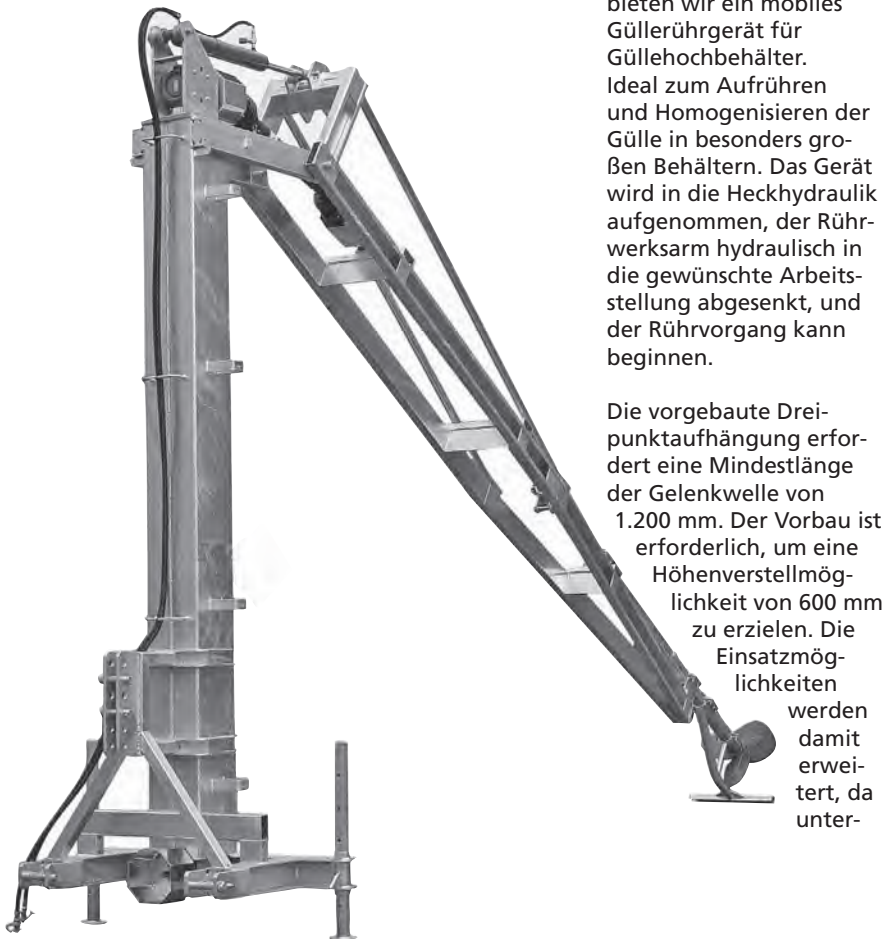 bieten wir ein mobiles
Güllerührgerät für
Güllehochbehälter.
Ideal zum Aufrühren
und Homogenisieren der
Gülle in besonders gro-
ßen Behältern. Das Gerät
wird in die Heckhydraulik
aufgenommen, der Rühr-
werksarm hydraulisch in
die gewünschte Arbeits-
stellung abgesenkt, und
der Rührvorgang kann
beginnen.
Die vorgebaute Drei-
punktaufhängung erfor-
dert eine Mindestlänge
der Gelenkwelle von
1.200 mm. Der Vorbau ist
erforderlich, um eine
Höhenverstellmög-
lichkeit von 600 mm
zu erzielen. Die
Einsatzmög-
lichkeiten
werden
damit
erwei-
tert, da
unter-